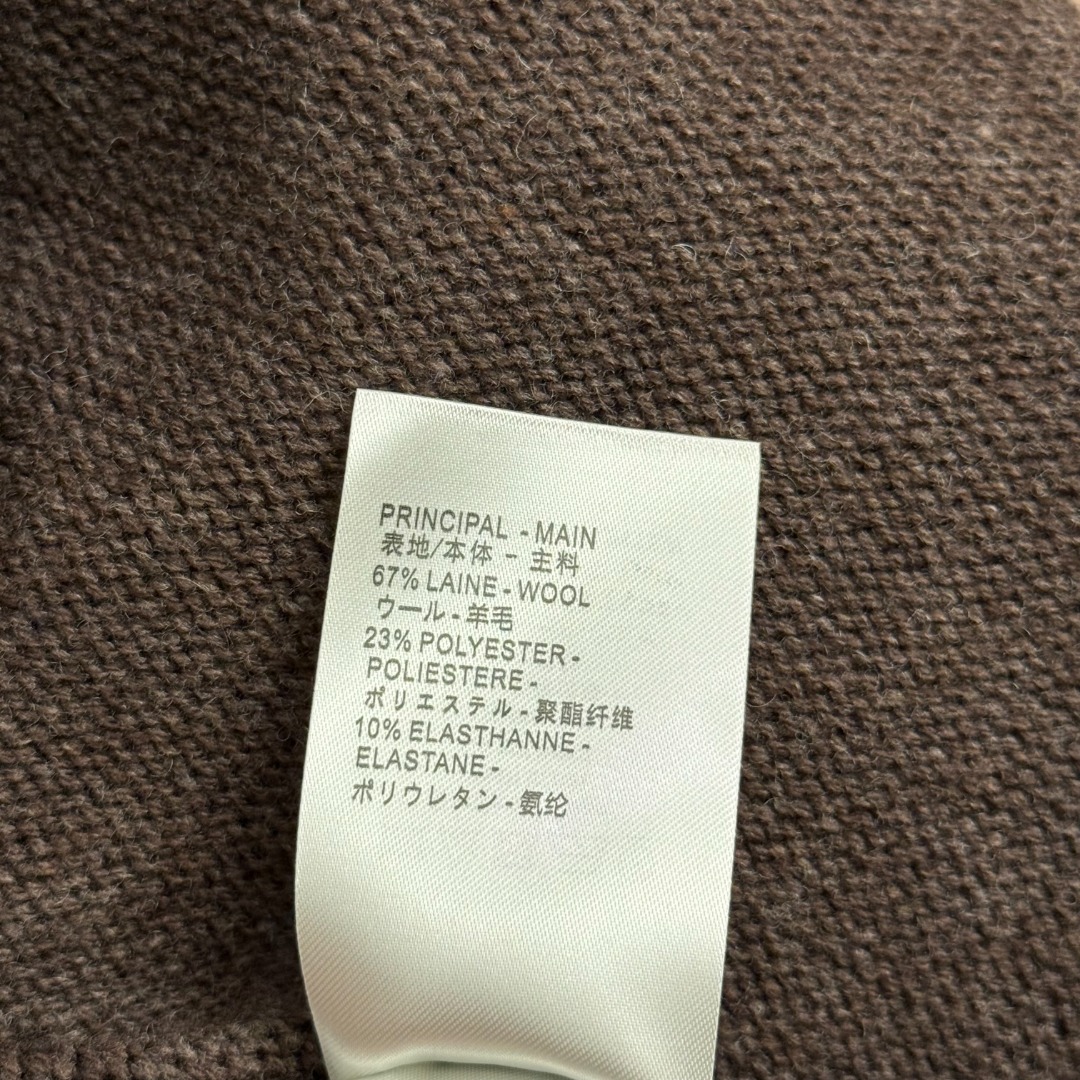 PRINCIPAL - MAIN
表地/本体 - 主料
67% LAINE - WOOL
ウール - 羊毛
23% POLYESTER -
POLIESTERE -
ポリエステル - 聚酯纤维
10% ELASTHANNE -
ELASTANE -
ポリウレタン - 氨纶